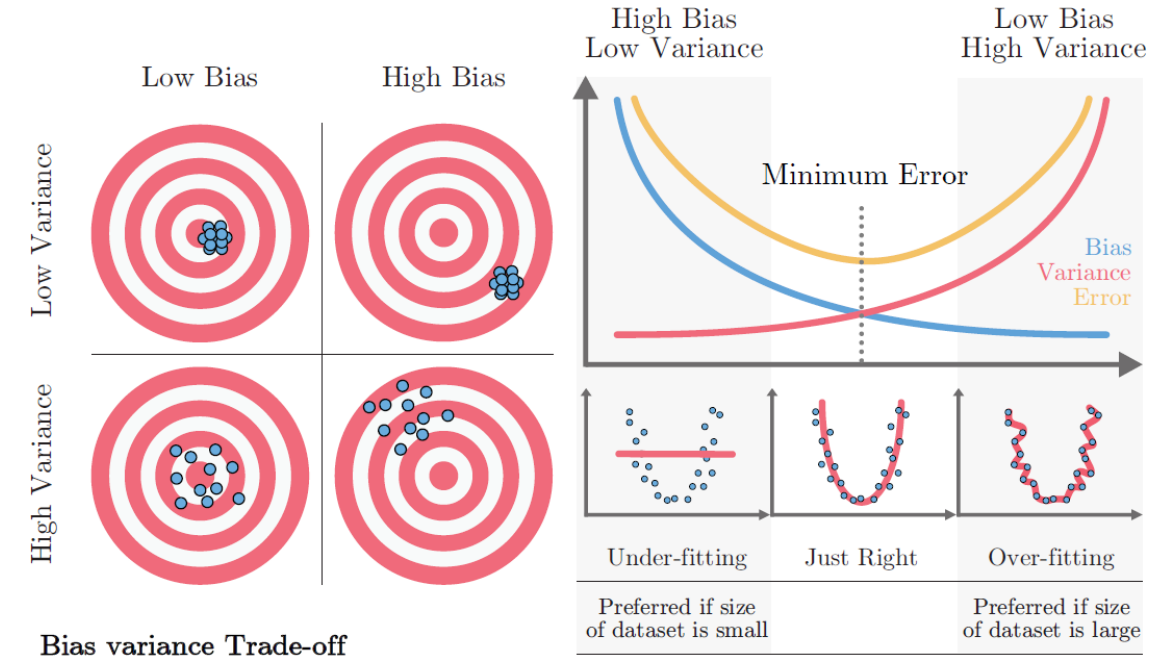 Low Bias
High Bias
Low Variance
High Variance
Bias variance Trade-off
High Bias
Low Variance
Low Bias
High Variance
Minimum Error
Bias
Variance
Error
Under-fitting
Just Right
Over-fitting
Preferred if size
of dataset is small
Preferred if size
of dataset is large